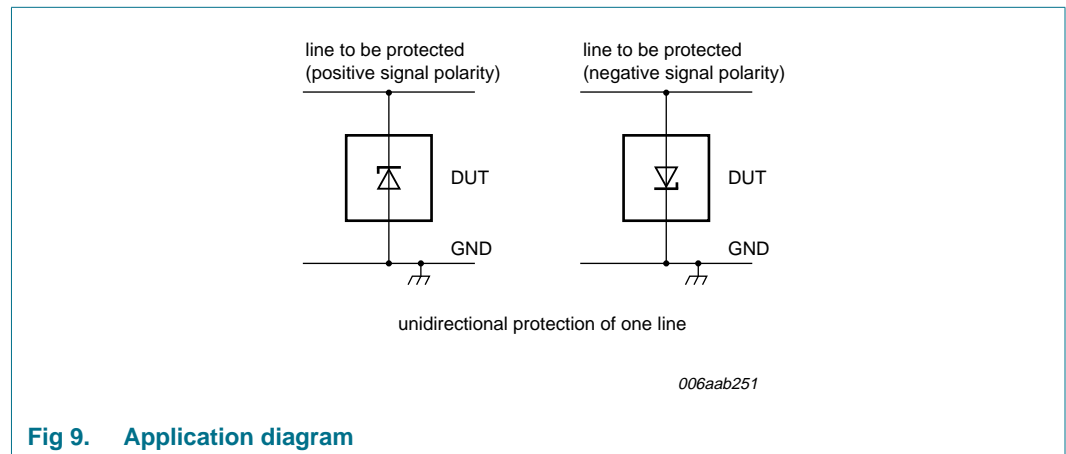 line to be protected
(positive signal polarity)
DUT
GND
line to be protected
(negative signal polarity)
DUT
GND
unidirectional protection of one line
006aab251
Fig 9. Application diagram